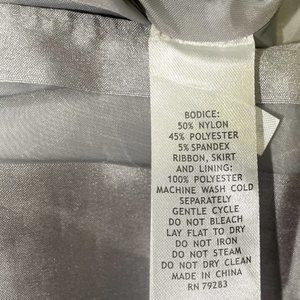 BODICE:
50% NYLON
45% POLYESTER
5% SPANDEX
RIBBON, SKIRT
AND LINING:
100% POLYESTER
MACHINE WASH COLD
SEPARATELY
GENTLE CYCLE
DO NOT BLEACH
LAY FLAT TO DRY
DO NOT IRON
DO NOT STEAM
DO NOT DRY CLEAN
MADE IN CHINA
RN 79283